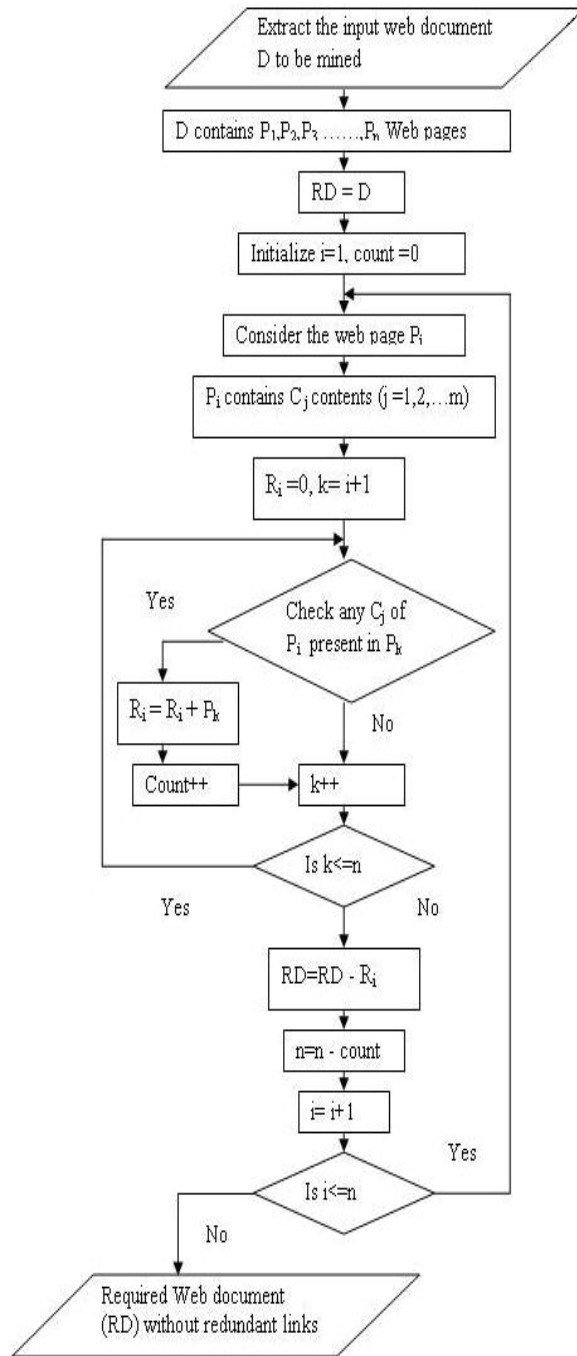 Extract the input web document
D to be mined
D contains P₁,P₂,P₃ ......,Pₙ Web pages
RD = D
Initialize i=1, count =0
Consider the web page Pᵢ
Pᵢ contains Cⱼ contents (j =1,2,...m)
Rᵢ =0, k= i+1
Yes
Check any Cⱼ of
Pᵢ present in Pₖ
Rᵢ = Rᵢ + Pₖ
No
Count++
k++
Is k<=n
Yes
No
RD=RD - Rᵢ
n=n - count
i= i+1
Yes
Is i<=n
No
Required Web document
(RD) without redundant links